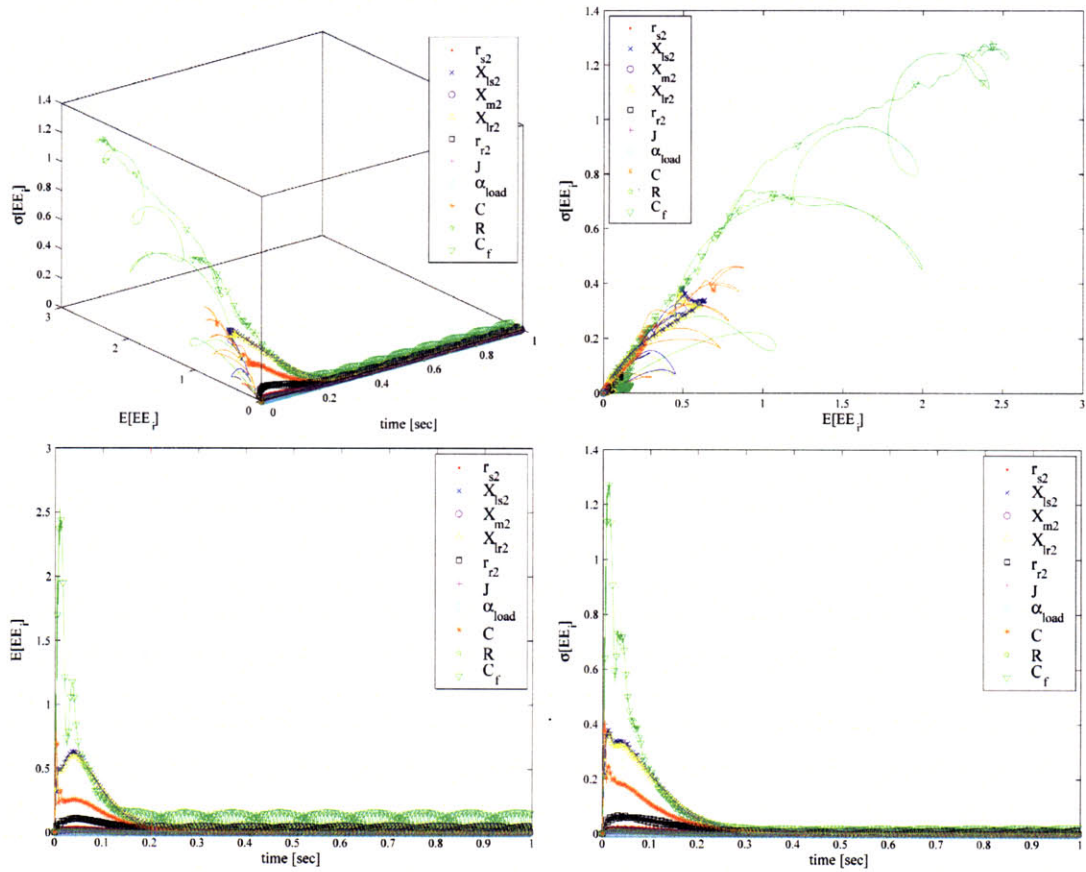 1.4
1.2
1
0.8
0.6
0.4
0.2
0
σ[EE_i]
3
2
1
0
E[EE_i]
0
0.2
0.4
0.6
0.8
1
time [sec]
r_s2
X_ls2
X_m2
X_lr2
r_r2
J
α_load
C
R
C_f
1.4
1.2
1
0.8
0.6
0.4
0.2
0
σ[EE_i]
0 0.5 1 1.5 2 2.5 3
E[EE_i]
r_s2
X_ls2
X_m2
X_lr2
r_r2
J
α_load
C
R
C_f
3
2.5
2
1.5
1
0.5
0
E[EE_i]
0 0.1 0.2 0.3 0.4 0.5 0.6 0.7 0.8 0.9 1
time [sec]
r_s2
X_ls2
X_m2
X_lr2
r_r2
J
α_load
C
R
C_f
1.4
1.2
1
0.8
0.6
0.4
0.2
0
σ[EE_i]
0 0.1 0.2 0.3 0.4 0.5 0.6 0.7 0.8 0.9 1
time [sec]
r_s2
X_ls2
X_m2
X_lr2
r_r2
J
α_load
C
R
C_f